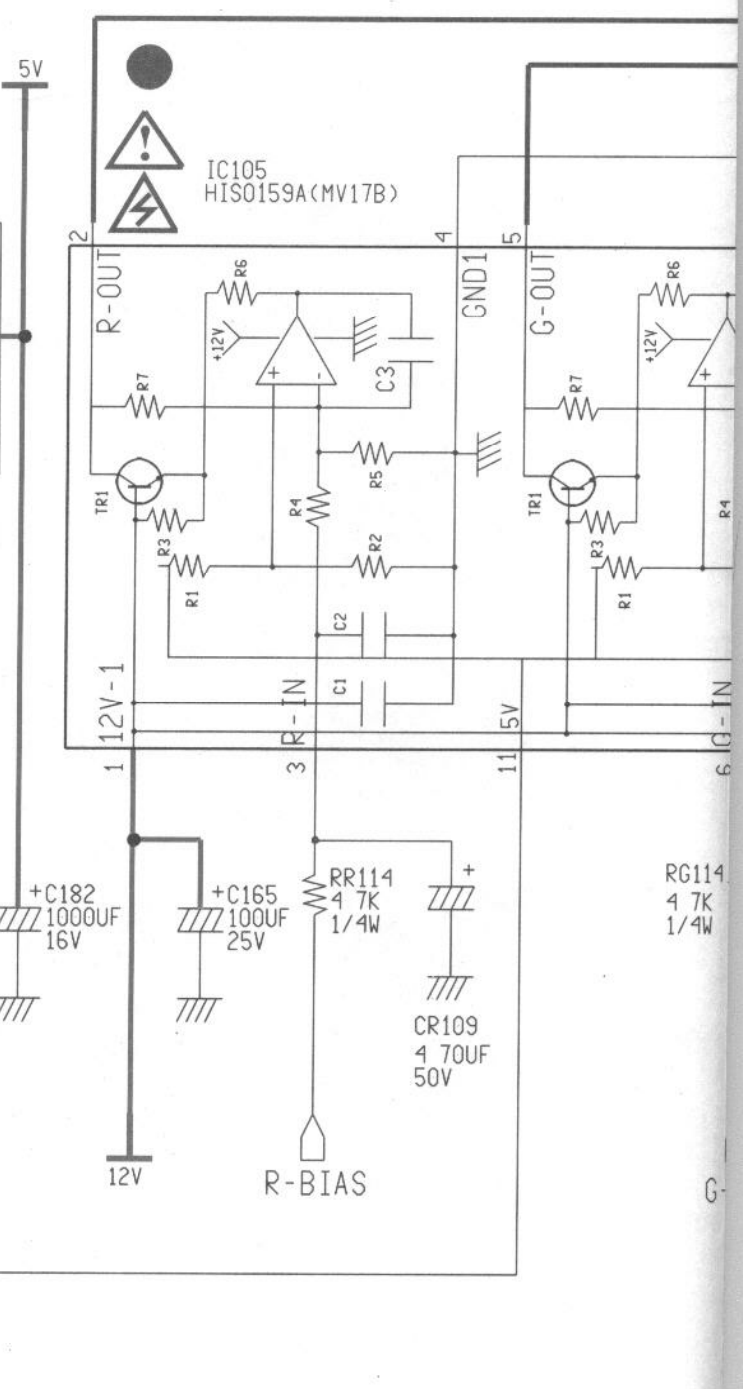 5V
IC105
HIS0159A(MV17B)
2
4
5
R-OUT
GND1
G-OUT
R6
R6
+12V
+12V
+
-
C3
+
R7
R7
TR1
R5
R4
TR1
R4
R3
R2
R3
R1
R1
C2
C1
12V-1
R-IN
5V
G-IN
1
3
11
6
+C182
1000UF
16V
+C165
100UF
25V
RR114
4 7K
1/4W
+
RG114
4 7K
1/4W
CR109
4 70UF
50V
12V
R-BIAS
G-